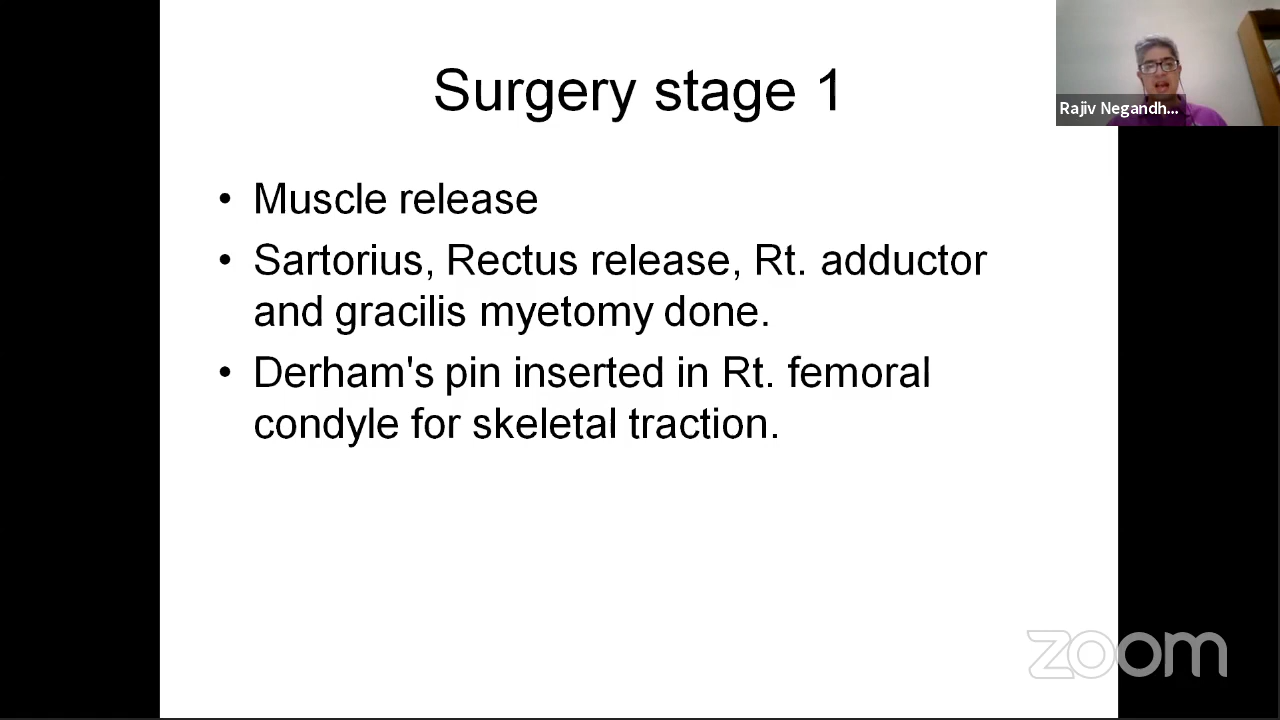 Surgery stage 1
Rajiv Negandh...
• Muscle release
• Sartorius, Rectus release, Rt. adductor
and gracilis myetomy done.
• Derham's pin inserted in Rt. femoral
condyle for skeletal traction.
zoom